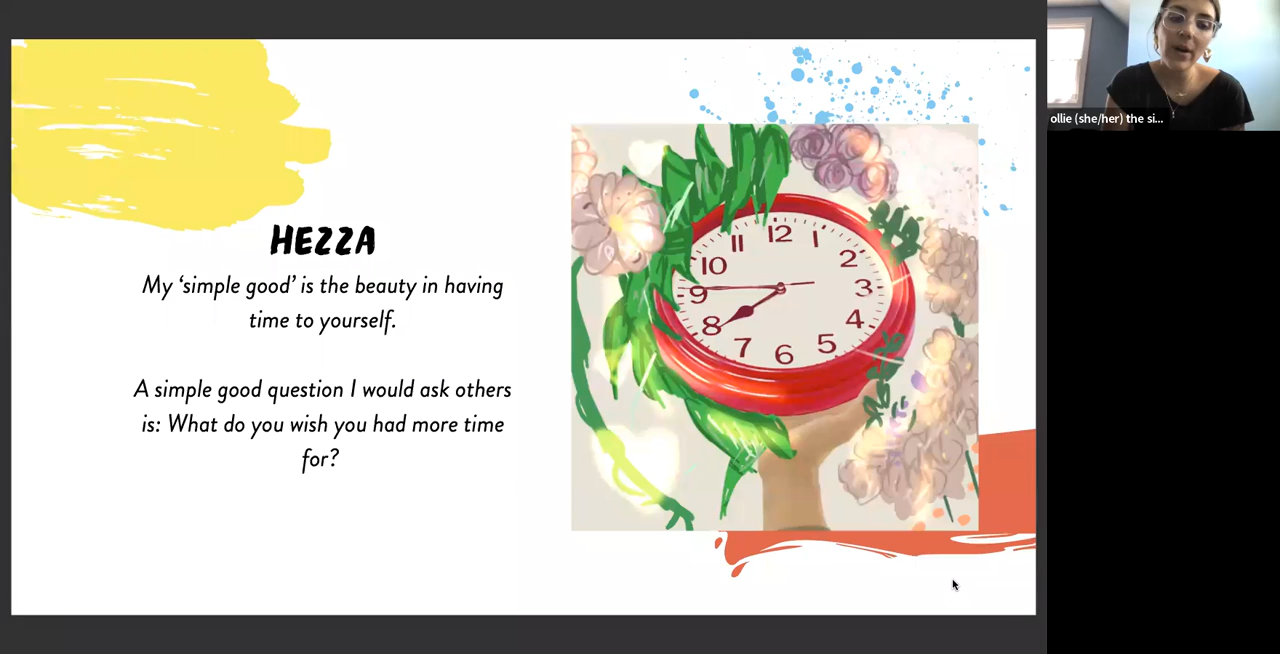 HEZZA
My ‘simple good’ is the beauty in having
time to yourself.
A simple good question I would ask others
is: What do you wish you had more time
for?
12
1
2
3
4
5
6
7
8
9
10
11
ollie (she/her) the si...